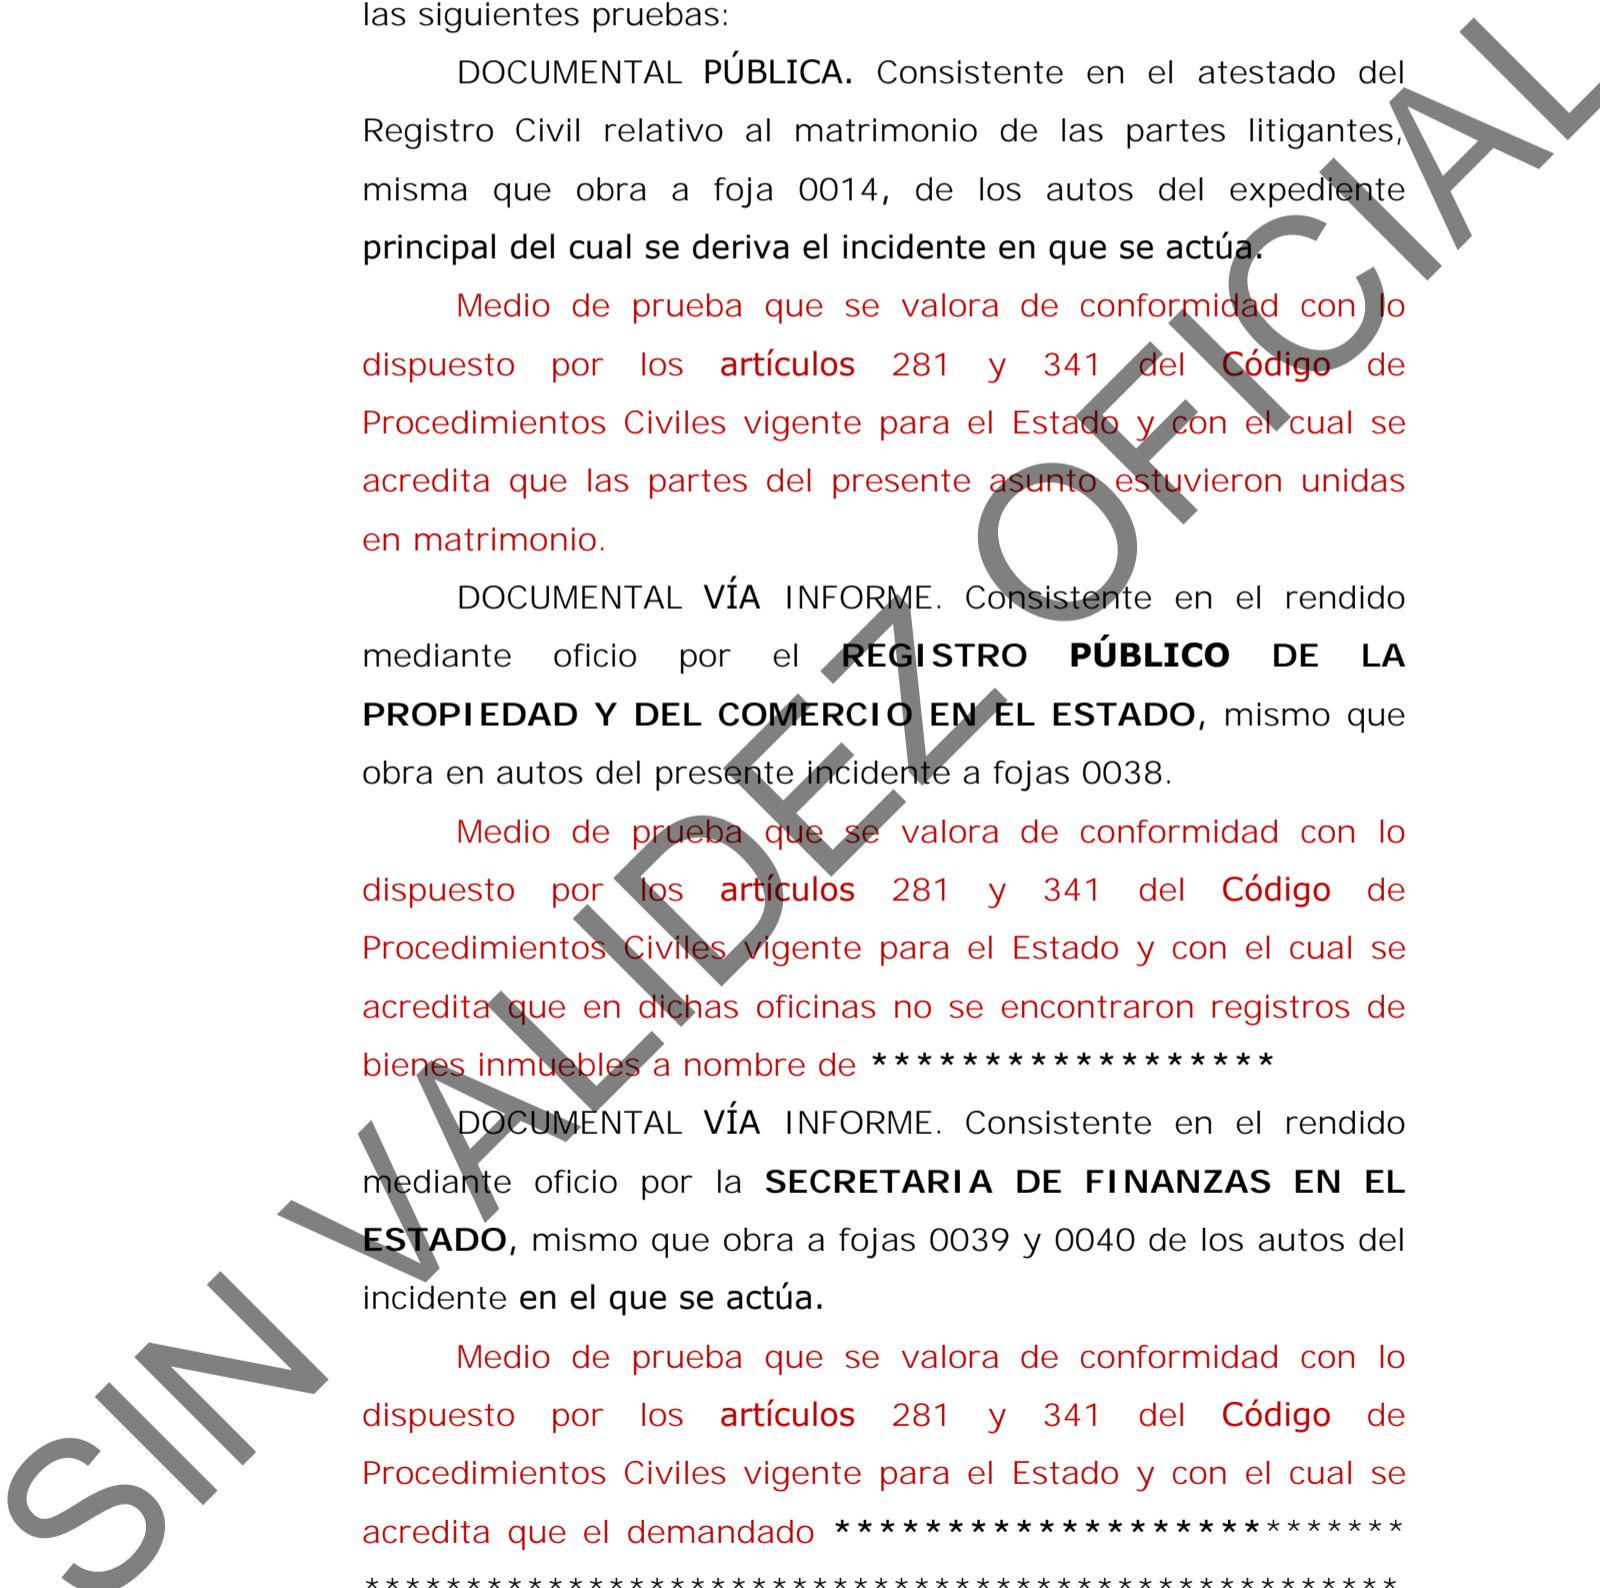 las siguientes pruebas:
DOCUMENTAL PÚBLICA. Consistente en el atestado del
Registro Civil relativo al matrimonio de las partes litigantes,
misma que obra a foja 0014, de los autos del expediente
principal del cual se deriva el incidente en que se actúa.
Medio de prueba que se valora de conformidad con lo
dispuesto por los artículos 281 y 341 del Código de
Procedimientos Civiles vigente para el Estado y con el cual se
acredita que las partes del presente asunto estuvieron unidas
en matrimonio.
DOCUMENTAL VÍA INFORME. Consistente en el rendido
mediante oficio por el REGISTRO PÚBLICO DE LA
PROPIEDAD Y DEL COMERCIO EN EL ESTADO, mismo que
obra en autos del presente incidente a fojas 0038.
Medio de prueba que se valora de conformidad con lo
dispuesto por los artículos 281 y 341 del Código de
Procedimientos Civiles vigente para el Estado y con el cual se
acredita que en dichas oficinas no se encontraron registros de
bienes inmuebles a nombre de ******************
DOCUMENTAL VÍA INFORME. Consistente en el rendido
mediante oficio por la SECRETARIA DE FINANZAS EN EL
ESTADO, mismo que obra a fojas 0039 y 0040 de los autos del
incidente en el que se actúa.
Medio de prueba que se valora de conformidad con lo
dispuesto por los artículos 281 y 341 del Código de
Procedimientos Civiles vigente para el Estado y con el cual se
acredita que el demandado *************************
***************************************************
SIN VALIDEZ OFICIAL